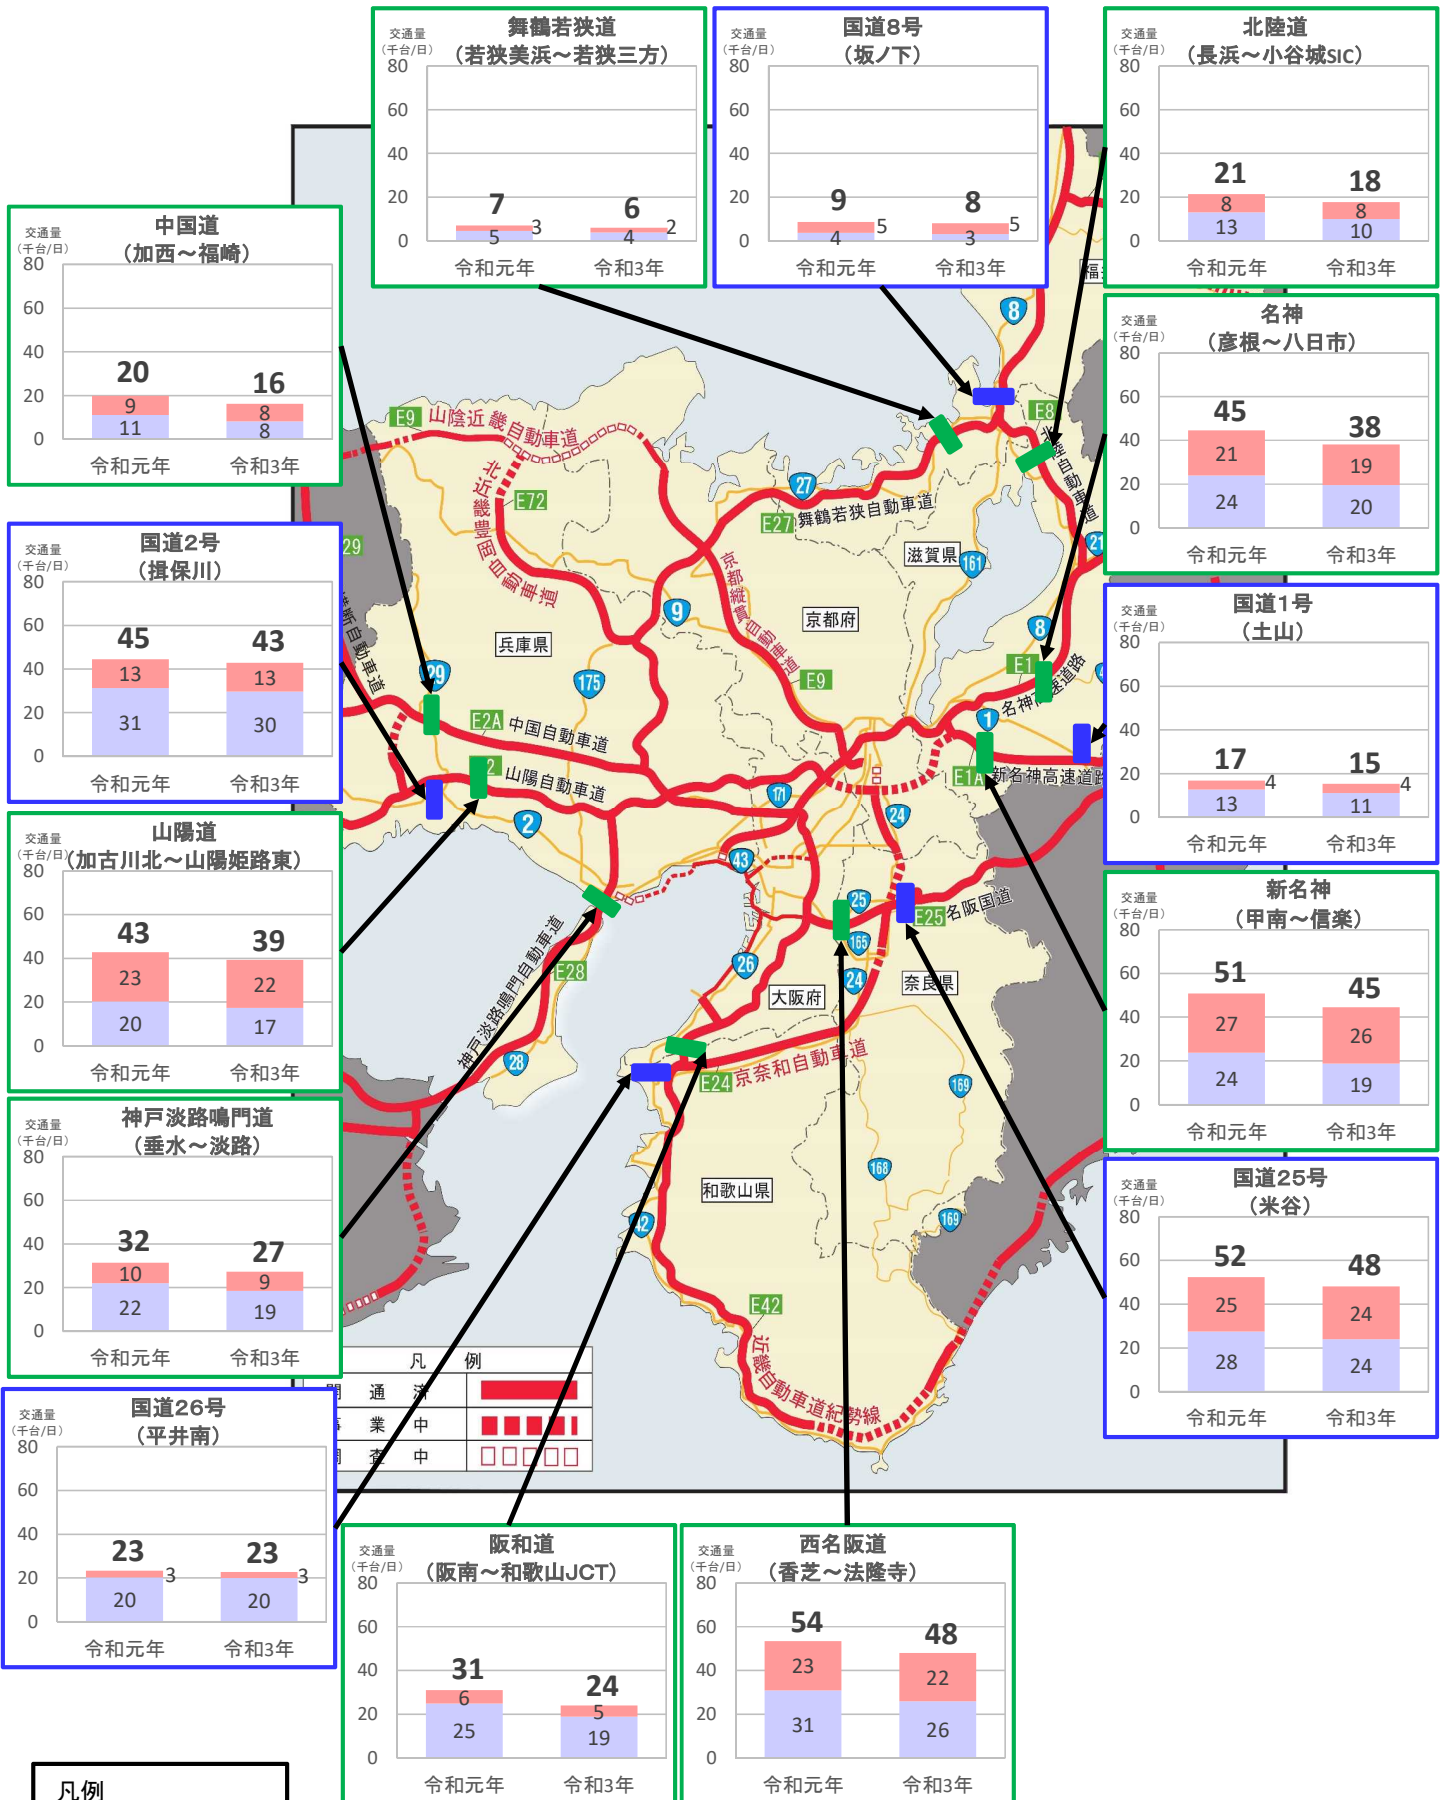 舞鶴若狭道
（若狭美浜～若狭三方）
交通量
（千台/日）
80
60
40
20
0
7
3
5
6
2
4
令和元年
令和3年
国道8号
（坂ノ下）
交通量
（千台/日）
80
60
40
20
0
9
5
4
8
5
3
令和元年
令和3年
北陸道
（長浜～小谷城SIC）
交通量
（千台/日）
80
60
40
20
0
21
8
13
18
8
10
令和元年
令和3年
中国道
（加西～福崎）
交通量
（千台/日）
80
60
40
20
0
20
9
11
16
8
8
令和元年
令和3年
名神
（彦根～八日市）
交通量
（千台/日）
80
60
40
20
0
45
21
24
38
19
20
令和元年
令和3年
国道2号
（揖保川）
交通量
（千台/日）
80
60
40
20
0
45
13
31
43
13
30
令和元年
令和3年
国道1号
（土山）
交通量
（千台/日）
80
60
40
20
0
17
4
13
15
4
11
令和元年
令和3年
山陽道
（加古川北～山陽姫路東）
交通量
（千台/日）
80
60
40
20
0
43
23
20
39
22
17
令和元年
令和3年
新名神
（甲南～信楽）
交通量
（千台/日）
80
60
40
20
0
51
27
24
45
26
19
令和元年
令和3年
神戸淡路鳴門道
（垂水～淡路）
交通量
（千台/日）
80
60
40
20
0
32
10
22
27
9
19
令和元年
令和3年
国道25号
（米谷）
交通量
（千台/日）
80
60
40
20
0
52
25
28
48
24
24
令和元年
令和3年
国道26号
（平井南）
交通量
（千台/日）
80
60
40
20
0
23
3
20
23
3
20
令和元年
令和3年
阪和道
（阪南～和歌山JCT）
交通量
（千台/日）
80
60
40
20
0
31
6
25
24
5
19
令和元年
令和3年
西名阪道
（香芝～法隆寺）
交通量
（千台/日）
80
60
40
20
0
54
23
31
48
22
26
令和元年
令和3年
福
8
E8
E9 山陰近畿自動車道
E72
北近畿豊岡自動車道
27
E27 舞鶴若狭自動車道
滋賀県
161
21
29
9
京都府
京都縦貫自動車道
8
兵庫県
横断自動車道
29
175
E9
E1
名神高速道路
1
E2A 中国自動車道
E1A 新名神高速道路
2 山陽自動車道
171
24
2
43
25
E25 名阪国道
165
26
24
奈良県
大阪府
E28
神戸淡路鳴門自動車道
28
E24 京奈和自動車道
169
168
和歌山県
169
42
E42
近畿自動車道紀勢線
凡 例
開 通 済
事 業 中
調 査 中
凡例